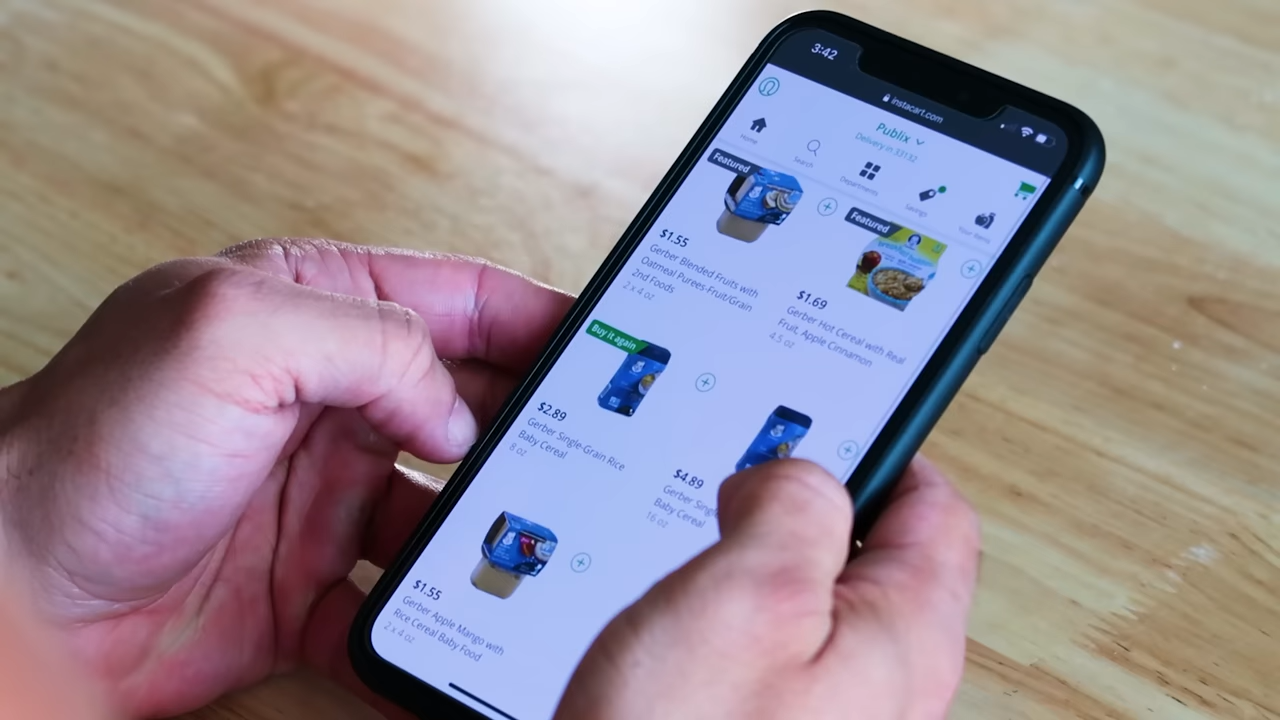 3:42
instacart.com
Publix
Delivery in 33132
Home
Search
Departments
Savings
Your items
Featured
$1.55
Gerber Blended Fruits with
Oatmeal Purees-Fruit/Grain
2nd Foods
2 x 4 oz
Featured
$1.69
Gerber Hot Cereal with Real
Fruit, Apple Cinnamon
4.5 oz
Buy it again
$2.89
Gerber Single-Grain Rice
Baby Cereal
8 oz
$4.89
Gerber Single
Baby Cereal
16 oz
$1.55
Gerber Apple Mango with
Rice Cereal Baby Food
2 x 4 oz